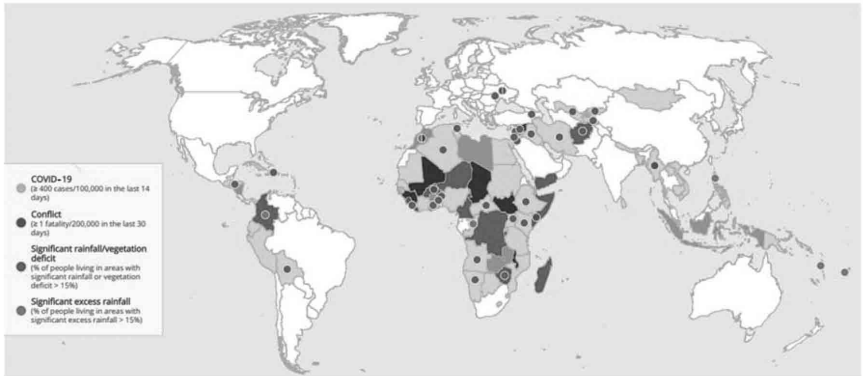 COVID-19
(≥ 400 cases/100,000 in the last 14
days)
Conflict
(≥ 1 fatality/200,000 in the last 30
days)
Significant rainfall/vegetation
deficit
(% of people living in areas with
significant rainfall or vegetation
deficit > 15%)
Significant excess rainfall
(% of people living in areas with
significant excess rainfall > 15%)